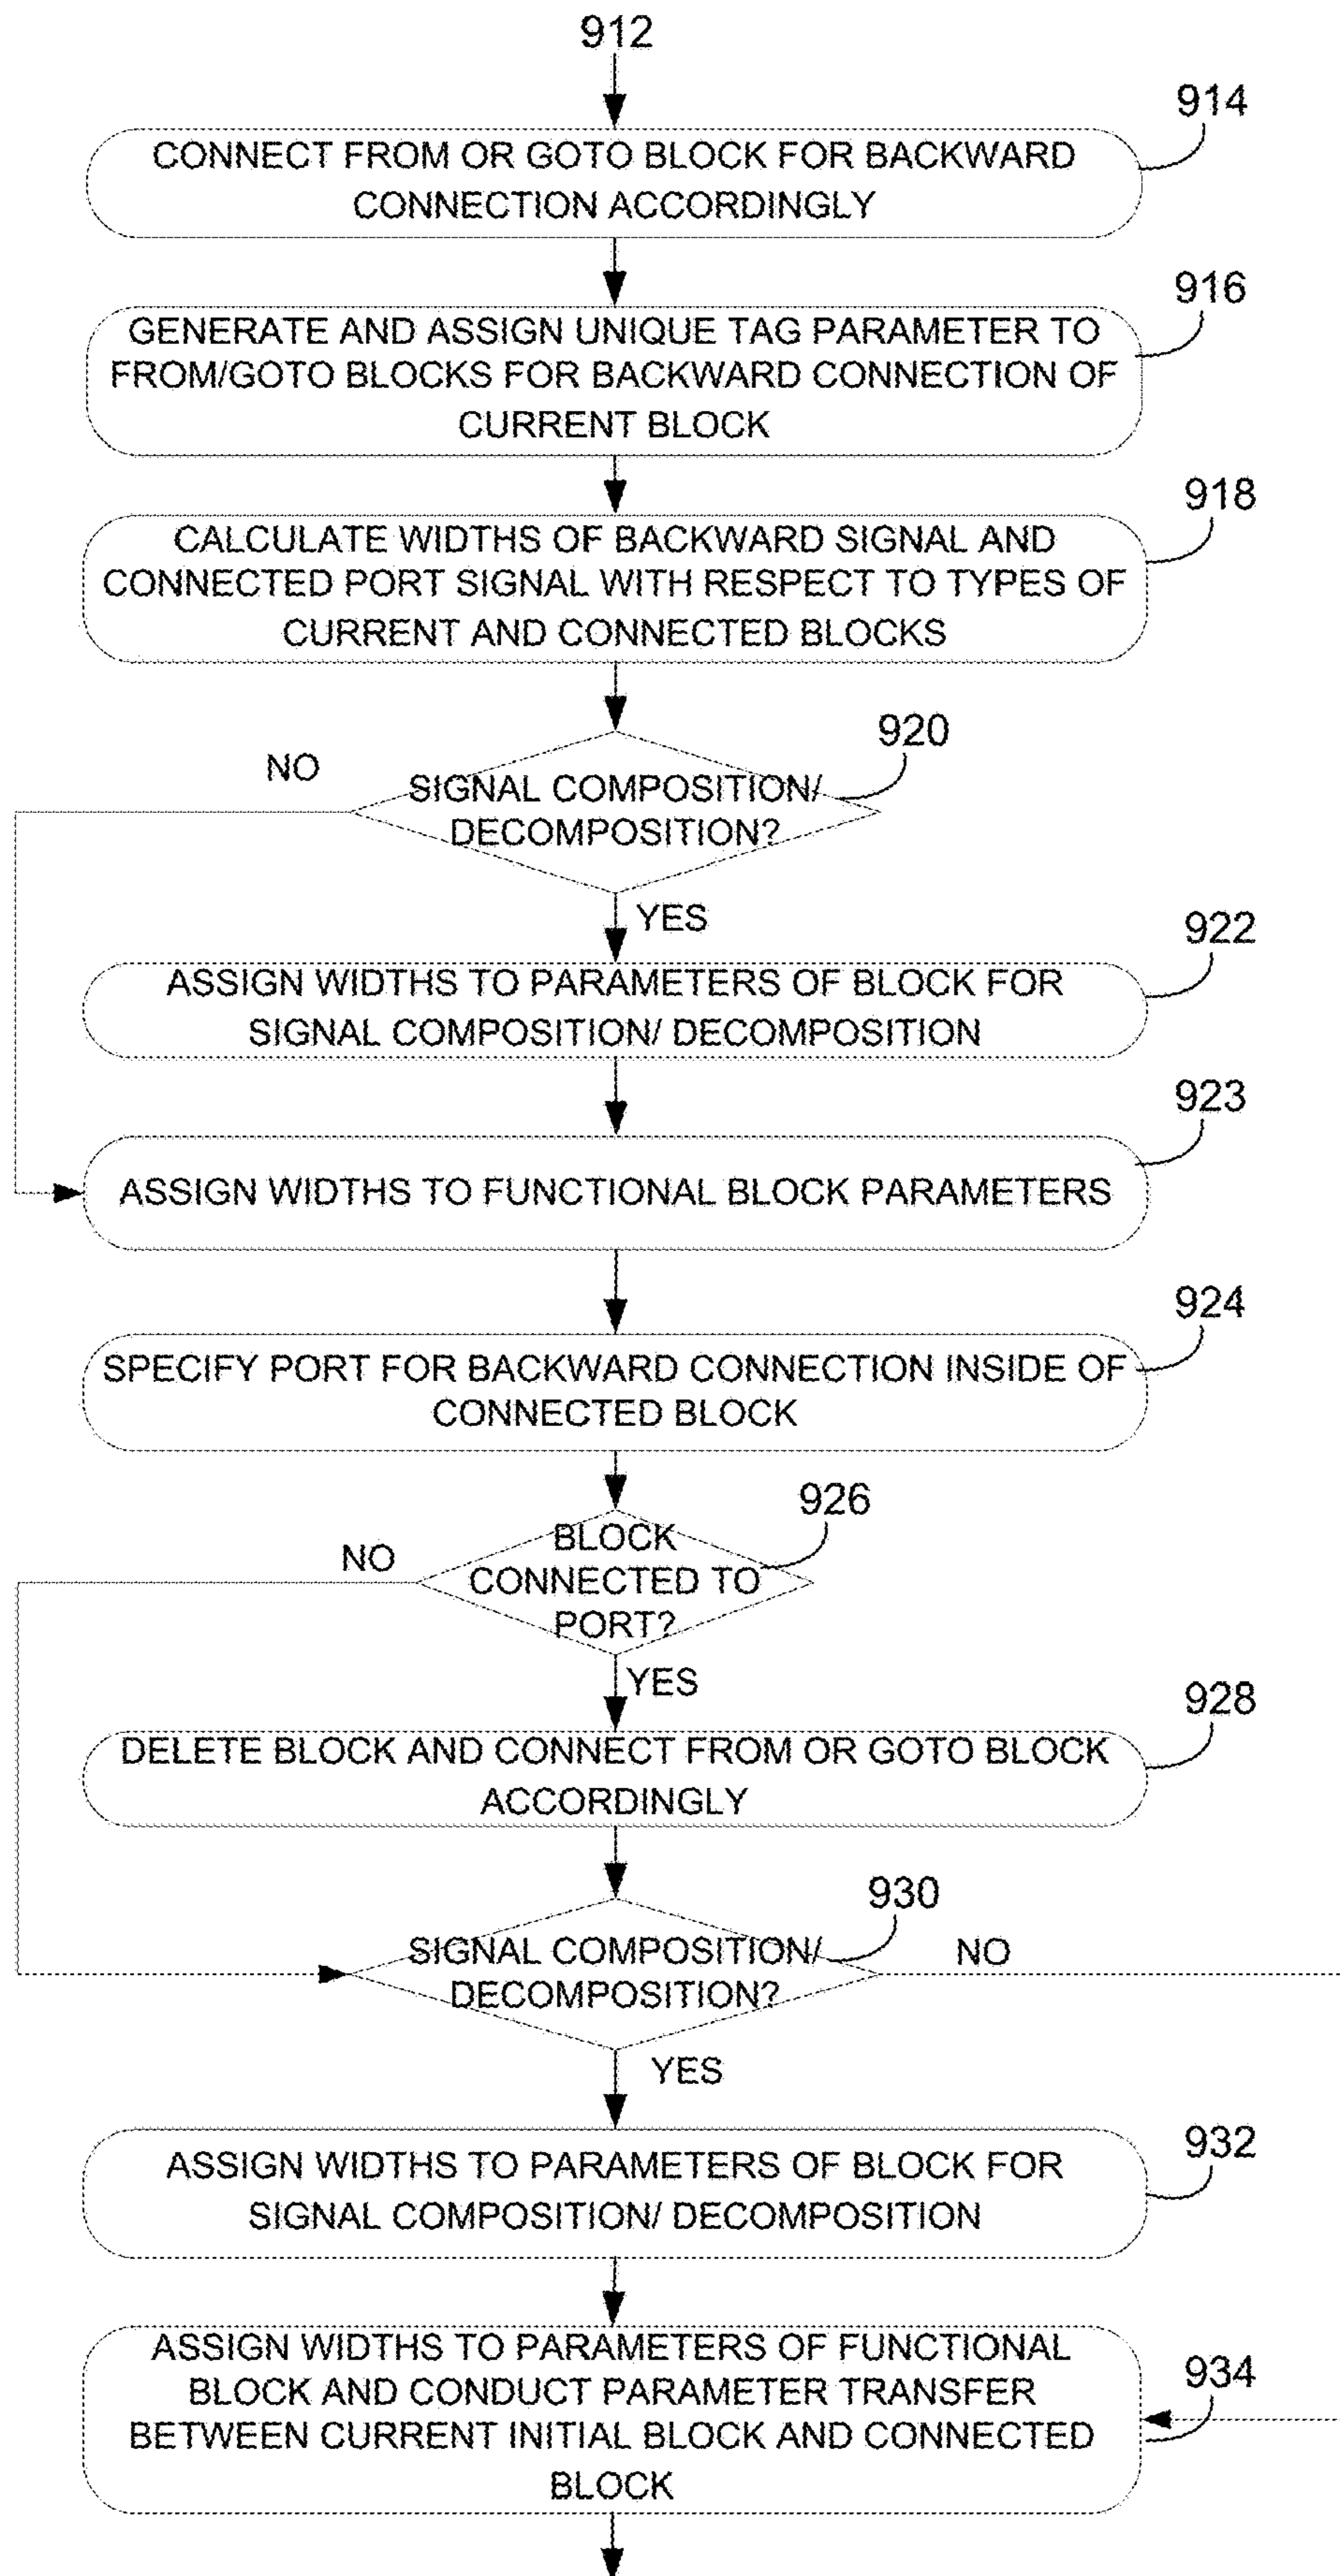 912
914
CONNECT FROM OR GOTO BLOCK FOR BACKWARD
CONNECTION ACCORDINGLY
916
GENERATE AND ASSIGN UNIQUE TAG PARAMETER TO
FROM/GOTO BLOCKS FOR BACKWARD CONNECTION OF
CURRENT BLOCK
918
CALCULATE WIDTHS OF BACKWARD SIGNAL AND
CONNECTED PORT SIGNAL WITH RESPECT TO TYPES OF
CURRENT AND CONNECTED BLOCKS
920
NO
SIGNAL COMPOSITION/
DECOMPOSITION?
YES
922
ASSIGN WIDTHS TO PARAMETERS OF BLOCK FOR
SIGNAL COMPOSITION/ DECOMPOSITION
923
ASSIGN WIDTHS TO FUNCTIONAL BLOCK PARAMETERS
924
SPECIFY PORT FOR BACKWARD CONNECTION INSIDE OF
CONNECTED BLOCK
926
NO
BLOCK
CONNECTED TO
PORT?
YES
928
DELETE BLOCK AND CONNECT FROM OR GOTO BLOCK
ACCORDINGLY
930
SIGNAL COMPOSITION/
DECOMPOSITION?
NO
YES
932
ASSIGN WIDTHS TO PARAMETERS OF BLOCK FOR
SIGNAL COMPOSITION/ DECOMPOSITION
934
ASSIGN WIDTHS TO PARAMETERS OF FUNCTIONAL
BLOCK AND CONDUCT PARAMETER TRANSFER
BETWEEN CURRENT INITIAL BLOCK AND CONNECTED
BLOCK